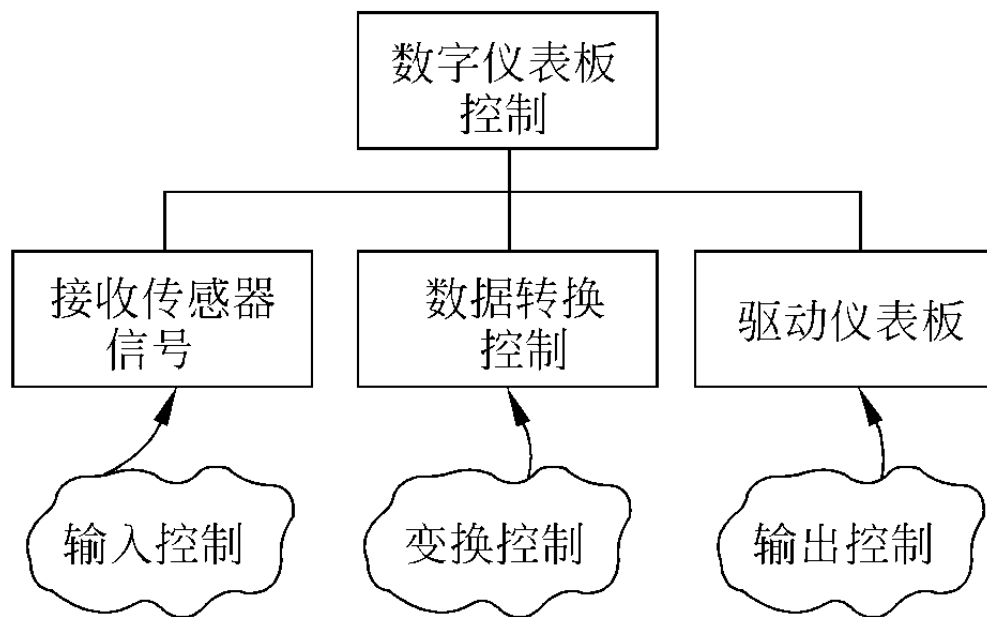 数字仪表板
控制
接收传感器
信号
数据转换
控制
驱动仪表板
输入控制
变换控制
输出控制